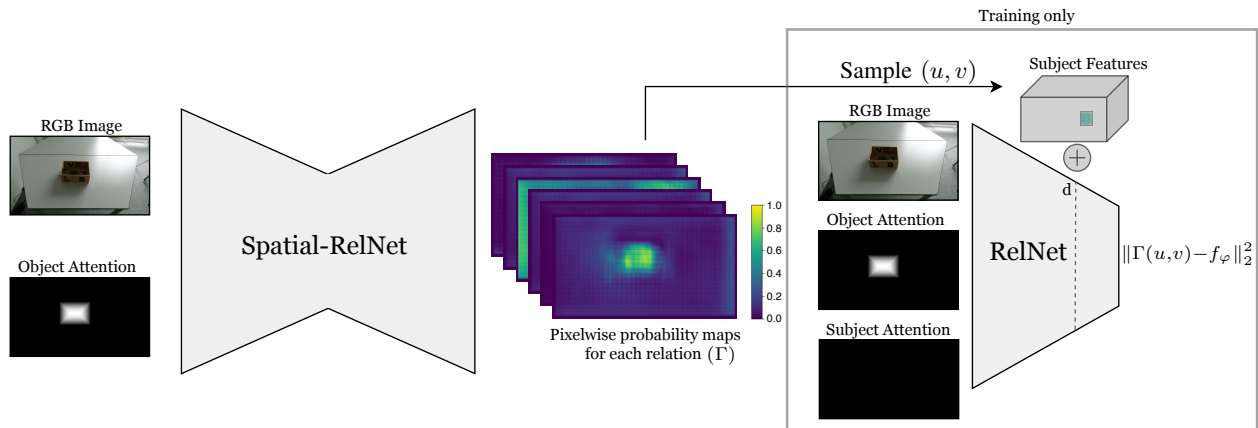 Training only
Sample (u, v)
Subject Features
RGB Image
RGB Image
Spatial-RelNet
1.0
0.8
0.6
0.4
0.2
0.0
d
Object Attention
Object Attention
RelNet
‖Γ(u,v)−f_φ‖₂²
Pixelwise probability maps
for each relation (Γ)
Subject Attention